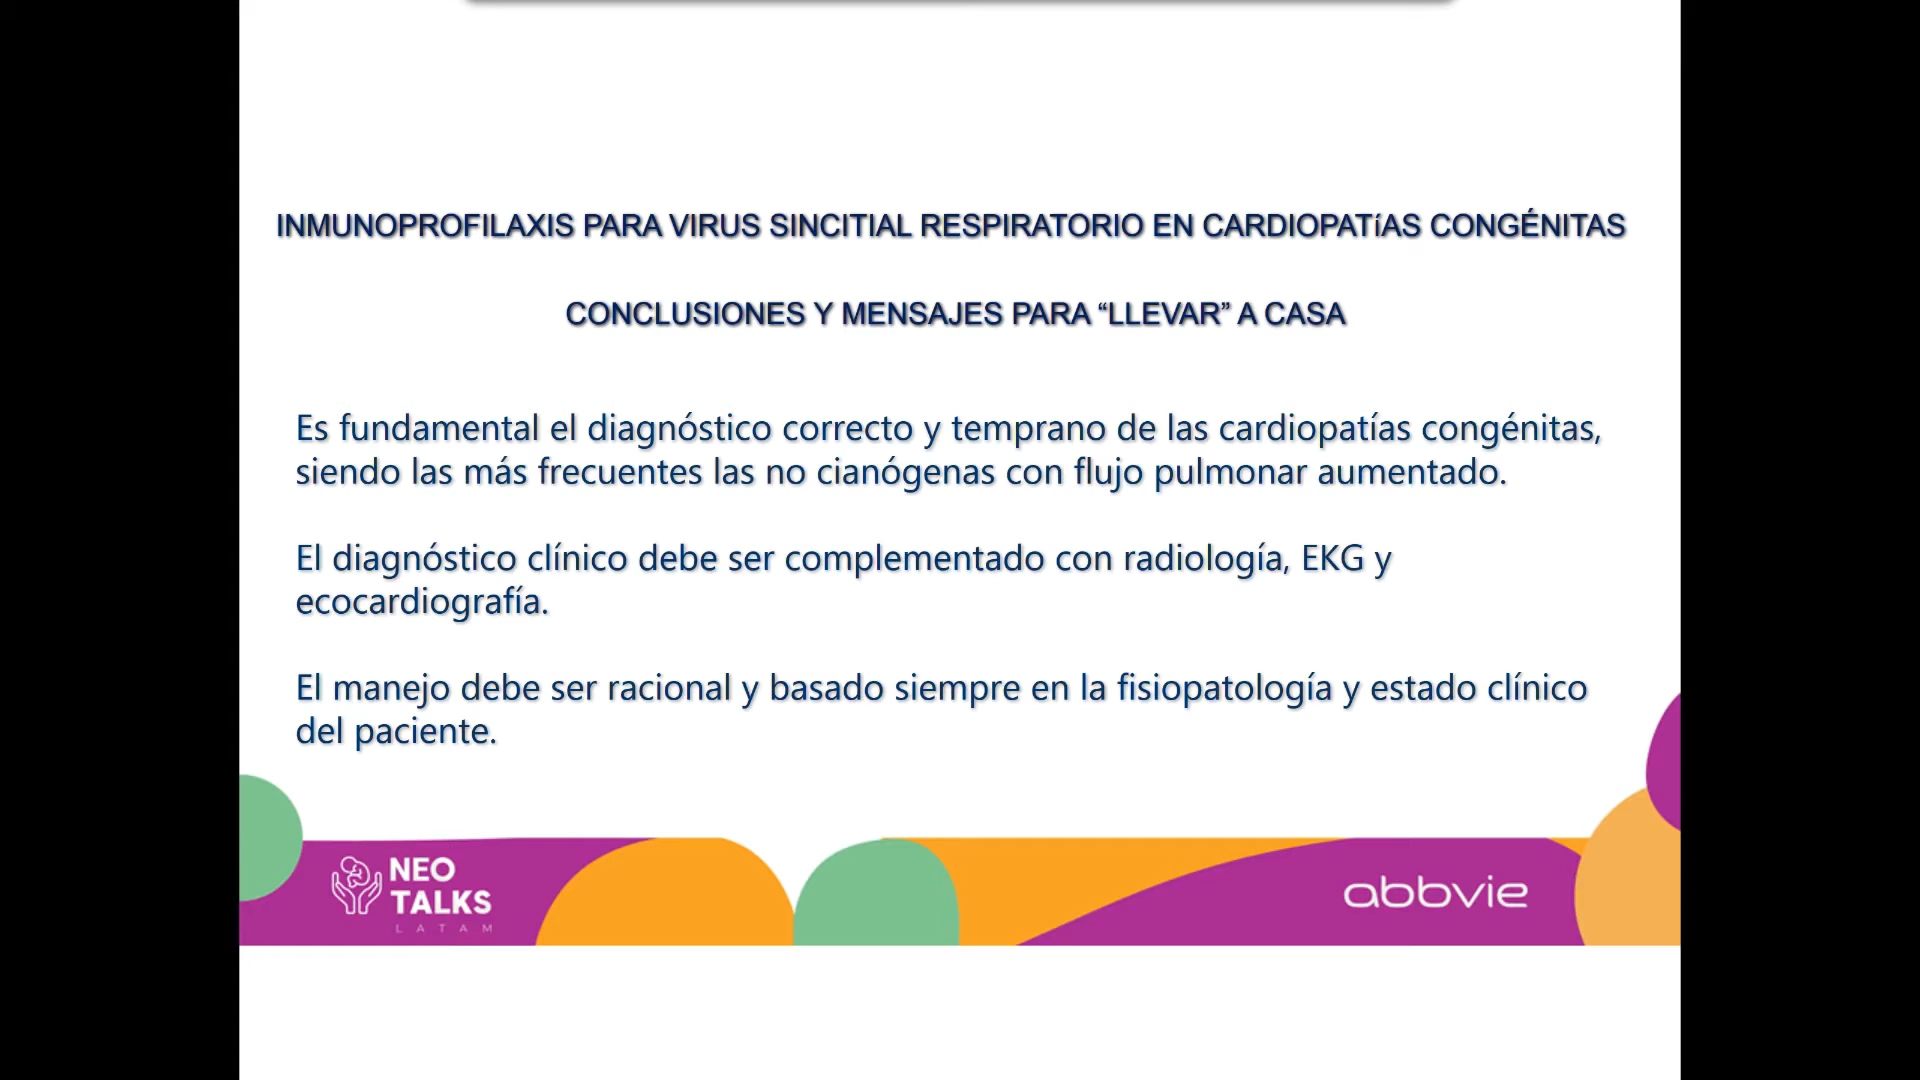 INMUNOPROFILAXIS PARA VIRUS SINCITIAL RESPIRATORIO EN CARDIOPATíAS CONGÉNITAS
CONCLUSIONES Y MENSAJES PARA “LLEVAR” A CASA
Es fundamental el diagnóstico correcto y temprano de las cardiopatías congénitas,
siendo las más frecuentes las no cianógenas con flujo pulmonar aumentado.
El diagnóstico clínico debe ser complementado con radiología, EKG y
ecocardiografía.
El manejo debe ser racional y basado siempre en la fisiopatología y estado clínico
del paciente.
NEO
TALKS
LATAM
abbvie